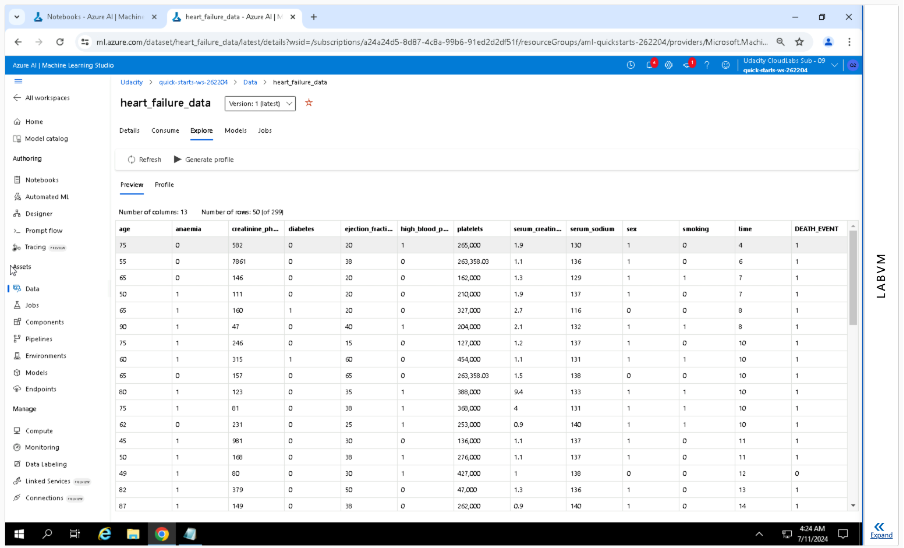 Notebooks - Azure AI | Machine
heart_failure_data - Azure AI | M
ml.azure.com/dataset/heart_failure_data/latest/details?wsid=/subscriptions/a24a24d5-8d87-4c8a-99b6-91ed2d2df51f/resourceGroups/aml-quickstarts-262204/providers/Microsoft.Machi...
Azure AI | Machine Learning Studio
Udacity CloudLabs Sub - 09
quick-starts-ws-262204
All workspaces
Home
Model catalog
Authoring
Notebooks
Automated ML
Designer
Prompt flow
Tracing PREVIEW
Assets
Data
Jobs
Components
Pipelines
Environments
Models
Endpoints
Manage
Compute
Monitoring
Data Labeling
Linked Services PREVIEW
Connections PREVIEW
Udacity > quick-starts-ws-262204 > Data > heart_failure_data
heart_failure_data Version: 1 (latest)
Details Consume Explore Models Jobs
Refresh Generate profile
Preview Profile
Number of columns: 13 Number of rows: 50 (of 299)
age anaemia creatinine_ph... diabetes ejection_fracti... high_blood_p... platelets serum_creatin... serum_sodium sex smoking time DEATH_EVENT
75 0 582 0 20 1 265,000 1.9 130 1 0 4 1
55 0 7861 0 38 0 263,358.03 1.1 136 1 0 6 1
65 0 146 0 20 0 162,000 1.3 129 1 1 7 1
50 1 111 0 20 0 210,000 1.9 137 1 0 7 1
65 1 160 1 20 0 327,000 2.7 116 0 0 8 1
90 1 47 0 40 1 204,000 2.1 132 1 1 8 1
75 1 246 0 15 0 127,000 1.2 137 1 0 10 1
60 1 315 1 60 0 454,000 1.1 131 1 1 10 1
65 0 157 0 65 0 263,358.03 1.5 138 0 0 10 1
80 1 123 0 35 1 388,000 9.4 133 1 1 10 1
75 1 81 0 38 1 368,000 4 131 1 1 10 1
62 0 231 0 25 1 253,000 0.9 140 1 1 10 1
45 1 981 0 30 0 136,000 1.1 137 1 0 11 1
50 1 168 0 38 1 276,000 1.1 137 1 0 11 1
49 1 80 0 30 1 427,000 1 138 0 0 12 0
82 1 379 0 50 0 47,000 1.3 136 1 0 13 1
87 1 149 0 38 0 262,000 0.9 140 1 0 14 1
4:24 AM
7/11/2024
LABVM
Expand